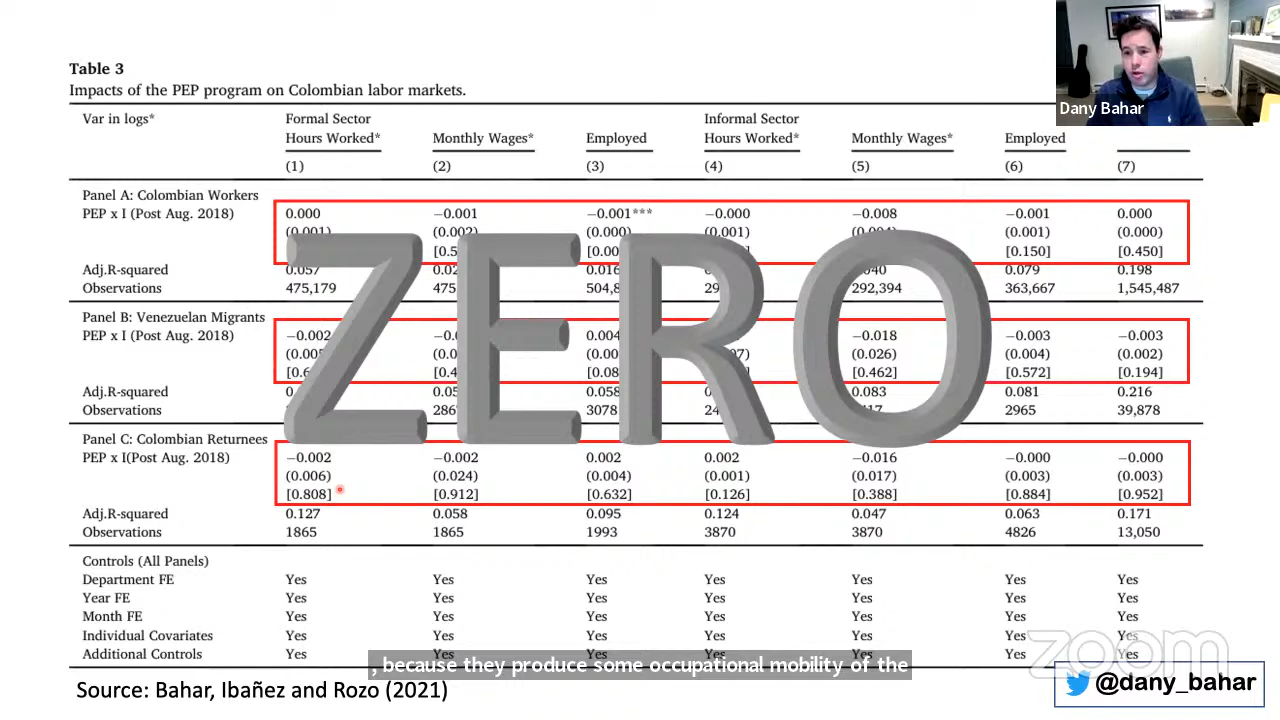 Table 3
Impacts of the PEP program on Colombian labor markets.
Dany Bahar
Var in logs* Formal Sector Informal Sector
Hours Worked* Monthly Wages* Employed Hours Worked* Monthly Wages* Employed
(1) (2) (3) (4) (5) (6) (7)
Panel A: Colombian Workers
PEP x I (Post Aug. 2018) 0.000 −0.001 −0.001*** −0.000 −0.008 −0.001 0.000
(0.001) (0.002) (0.000) (0.001) (0.001) (0.000)
[0.150] [0.450]
Adj.R-squared 0.057 0.016 0.079 0.198
Observations 475,179 292,394 363,667 1,545,487
ZERO
Panel B: Venezuelan Migrants
PEP x I (Post Aug. 2018) −0.002 0.004 −0.018 −0.003 −0.003
(0.026) (0.004) (0.002)
[0.462] [0.572] [0.194]
Adj.R-squared 0.058 0.083 0.081 0.216
Observations 3078 2965 39,878
Panel C: Colombian Returnees
PEP x I(Post Aug. 2018) −0.002 −0.002 0.002 0.002 −0.016 −0.000 −0.000
(0.006) (0.024) (0.004) (0.001) (0.017) (0.003) (0.003)
[0.808] [0.912] [0.632] [0.126] [0.388] [0.884] [0.952]
Adj.R-squared 0.127 0.058 0.095 0.124 0.047 0.063 0.171
Observations 1865 1865 1993 3870 3870 4826 13,050
Controls (All Panels)
Department FE Yes Yes Yes Yes Yes Yes Yes
Year FE Yes Yes Yes Yes Yes Yes Yes
Month FE Yes Yes Yes Yes Yes Yes Yes
Individual Covariates Yes Yes Yes Yes Yes Yes Yes
Additional Controls Yes Yes Yes Yes Yes Yes Yes
, because they produce some occupational mobility of the
zoom
Source: Bahar, Ibañez and Rozo (2021)
@dany_bahar